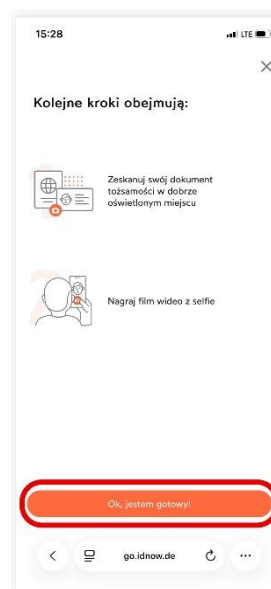 15:28
LTE
Kolejne kroki obejmują:
Zeskanuj swój dokument
tożsamości w dobrze
oświetlonym miejscu
Nagraj film wideo z selfie
Ok, jestem gotowy!
go.idnow.de